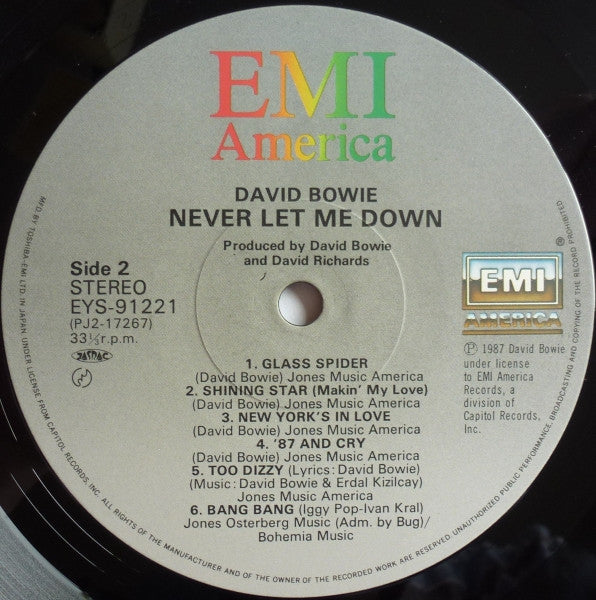 EMI
America
DAVID BOWIE
NEVER LET ME DOWN
Produced by David Bowie
and David Richards
Side 2
STEREO
EYS-91221
(PJ2-17267)
33⅓ r.p.m.
JASRAC
EMI
AMERICA
®
Ⓟ 1987 David Bowie
under license
to EMI America
Records, a
division of
Capitol Records,
Inc.
1. GLASS SPIDER
(David Bowie) Jones Music America
2. SHINING STAR (Makin' My Love)
(David Bowie) Jones Music America
3. NEW YORK'S IN LOVE
(David Bowie) Jones Music America
4. '87 AND CRY
(David Bowie) Jones Music America
5. TOO DIZZY (Lyrics: David Bowie)
(Music: David Bowie & Erdal Kizilcay)
Jones Music America
6. BANG BANG (Iggy Pop-Ivan Kral)
Jones Osterberg Music (Adm. by Bug)/
Bohemia Music
MFD. BY TOSHIBA-EMI LTD. IN JAPAN UNDER LICENSE FROM CAPITOL RECORDS, INC. ALL RIGHTS OF THE MANUFACTURER AND OF THE OWNER OF THE RECORDED WORK ARE RESERVED. UNAUTHORIZED PUBLIC PERFORMANCE, BROADCASTING AND COPYING OF THE RECORD PROHIBITED.